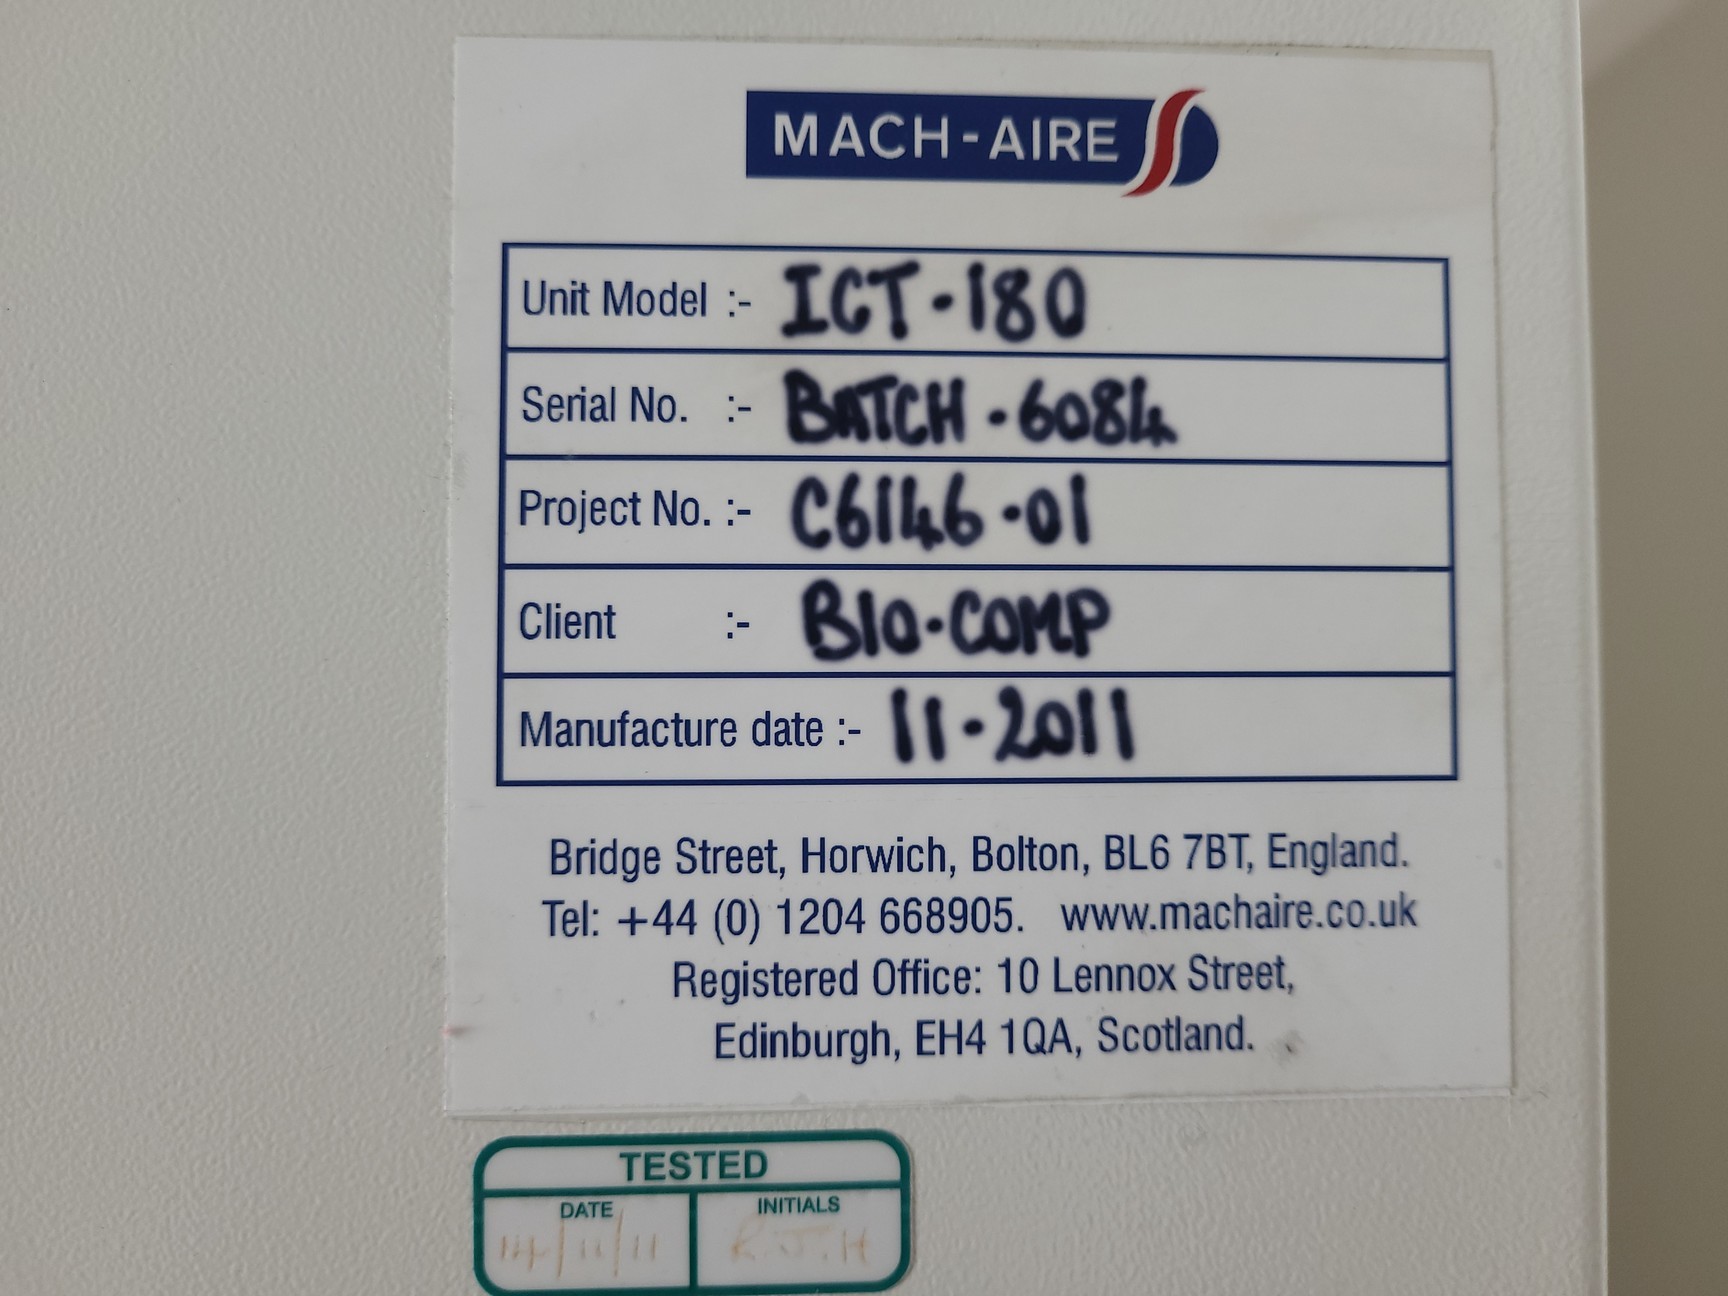 MACH-AIRE
Unit Model :- ICT-180
Serial No. :- BATCH-6084
Project No. :- C6146-01
Client :- BIO-COMP
Manufacture date :- 11-2011
Bridge Street, Horwich, Bolton, BL6 7BT, England.
Tel: +44 (0) 1204 668905. www.machaire.co.uk
Registered Office: 10 Lennox Street,
Edinburgh, EH4 1QA, Scotland.
TESTED
DATE INITIALS
14/11/11 R.J.H